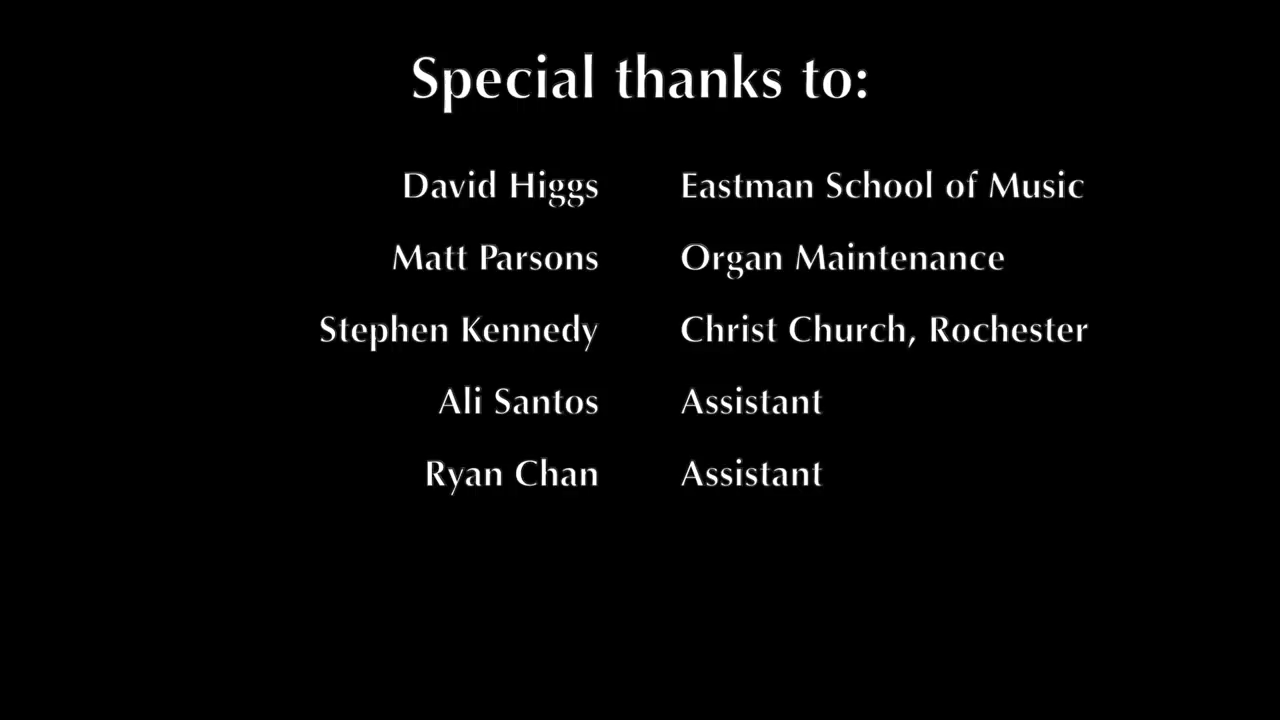 Special thanks to:
David Higgs Eastman School of Music
Matt Parsons Organ Maintenance
Stephen Kennedy Christ Church, Rochester
Ali Santos Assistant
Ryan Chan Assistant